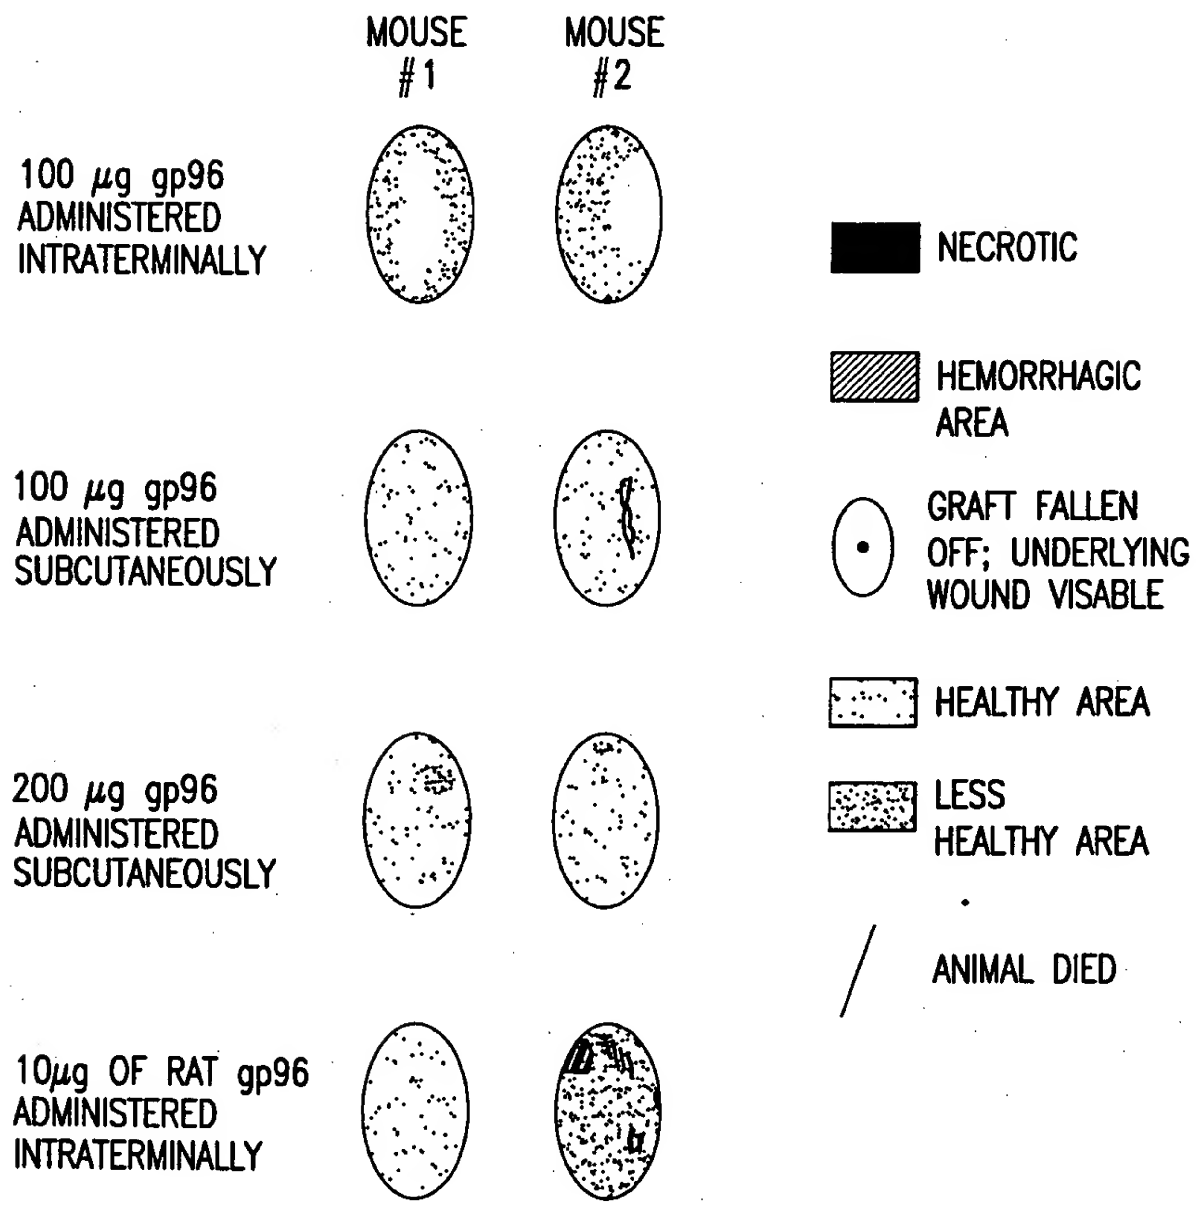 MOUSE
#1
MOUSE
#2
100 μg gp96
ADMINISTERED
INTRATERMINALLY
100 μg gp96
ADMINISTERED
SUBCUTANEOUSLY
200 μg gp96
ADMINISTERED
SUBCUTANEOUSLY
10μg OF RAT gp96
ADMINISTERED
INTRATERMINALLY
NECROTIC
HEMORRHAGIC
AREA
GRAFT FALLEN
OFF; UNDERLYING
WOUND VISABLE
HEALTHY AREA
LESS
HEALTHY AREA
ANIMAL DIED